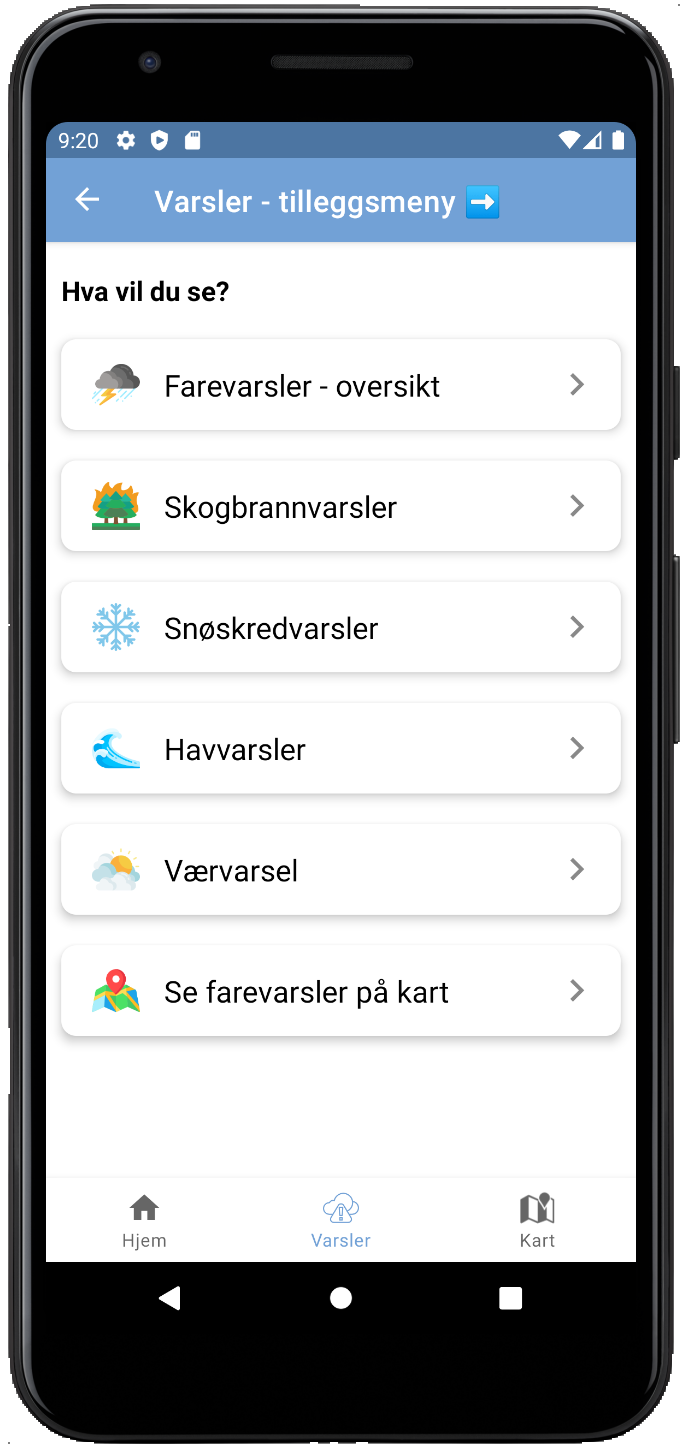 9:20
Varsler - tilleggsmeny ➡️
Hva vil du se?
Farevarsler - oversikt
Skogbrannvarsler
Snøskredvarsler
Havvarsler
Værvarsel
Se farevarsler på kart
Hjem
Varsler
Kart